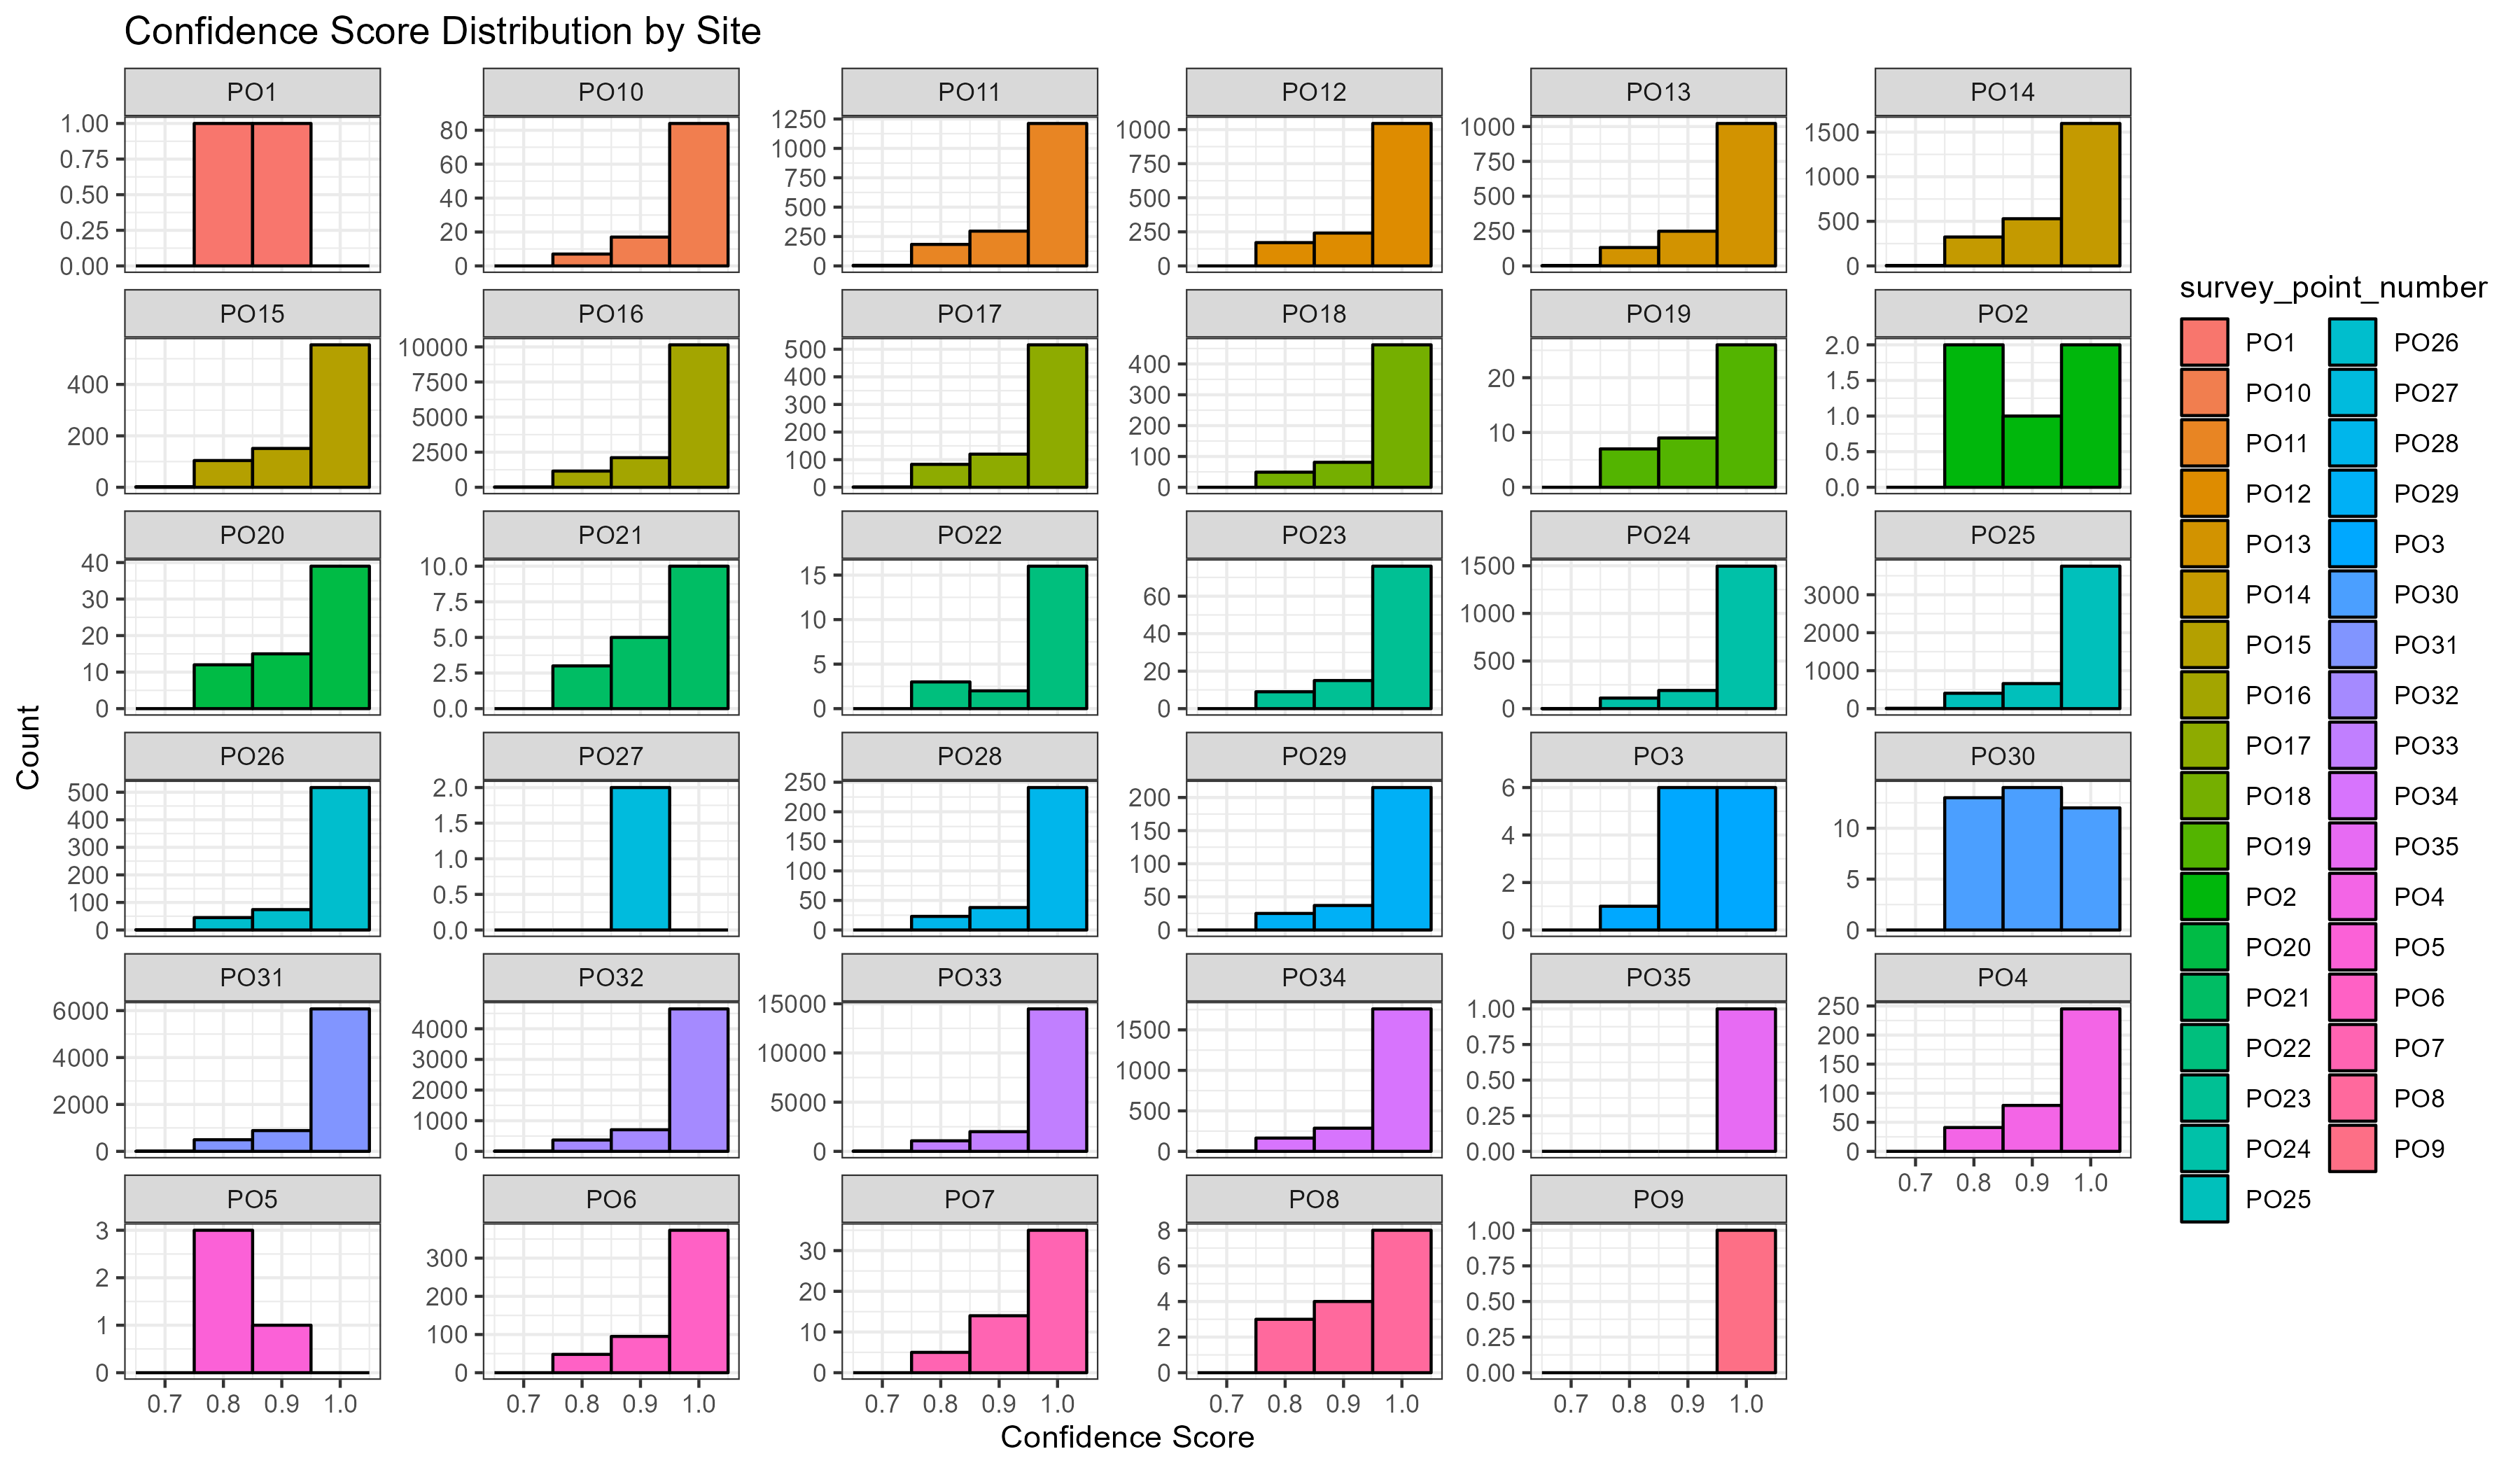 Confidence Score Distribution by Site
PO1 PO10 PO11 PO12 PO13 PO14
1.00 0.75 0.50 0.25 0.00
80 60 40 20 0
1250 1000 750 500 250 0
1000 750 500 250 0
1000 750 500 250 0
1500 1000 500 0
PO15 PO16 PO17 PO18 PO19 PO2
400 200 0
10000 7500 5000 2500 0
500 400 300 200 100 0
400 300 200 100 0
20 10 0
2.0 1.5 1.0 0.5 0.0
PO20 PO21 PO22 PO23 PO24 PO25
40 30 20 10 0
10.0 7.5 5.0 2.5 0.0
15 10 5 0
60 40 20 0
1500 1000 500 0
3000 2000 1000 0
PO26 PO27 PO28 PO29 PO3 PO30
500 400 300 200 100 0
2.0 1.5 1.0 0.5 0.0
250 200 150 100 50 0
200 150 100 50 0
6 4 2 0
10 5 0
PO31 PO32 PO33 PO34 PO35 PO4
6000 4000 2000 0
4000 3000 2000 1000 0
15000 10000 5000 0
1500 1000 500 0
1.00 0.75 0.50 0.25 0.00
250 200 150 100 50 0
0.7 0.8 0.9 1.0
PO5 PO6 PO7 PO8 PO9
3 2 1 0
300 200 100 0
30 20 10 0
8 6 4 2 0
1.00 0.75 0.50 0.25 0.00
0.7 0.8 0.9 1.0
0.7 0.8 0.9 1.0
0.7 0.8 0.9 1.0
0.7 0.8 0.9 1.0
0.7 0.8 0.9 1.0
Confidence Score
Count
survey_point_number
PO1
PO10
PO11
PO12
PO13
PO14
PO15
PO16
PO17
PO18
PO19
PO2
PO20
PO21
PO22
PO23
PO24
PO25
PO26
PO27
PO28
PO29
PO3
PO30
PO31
PO32
PO33
PO34
PO35
PO4
PO5
PO6
PO7
PO8
PO9